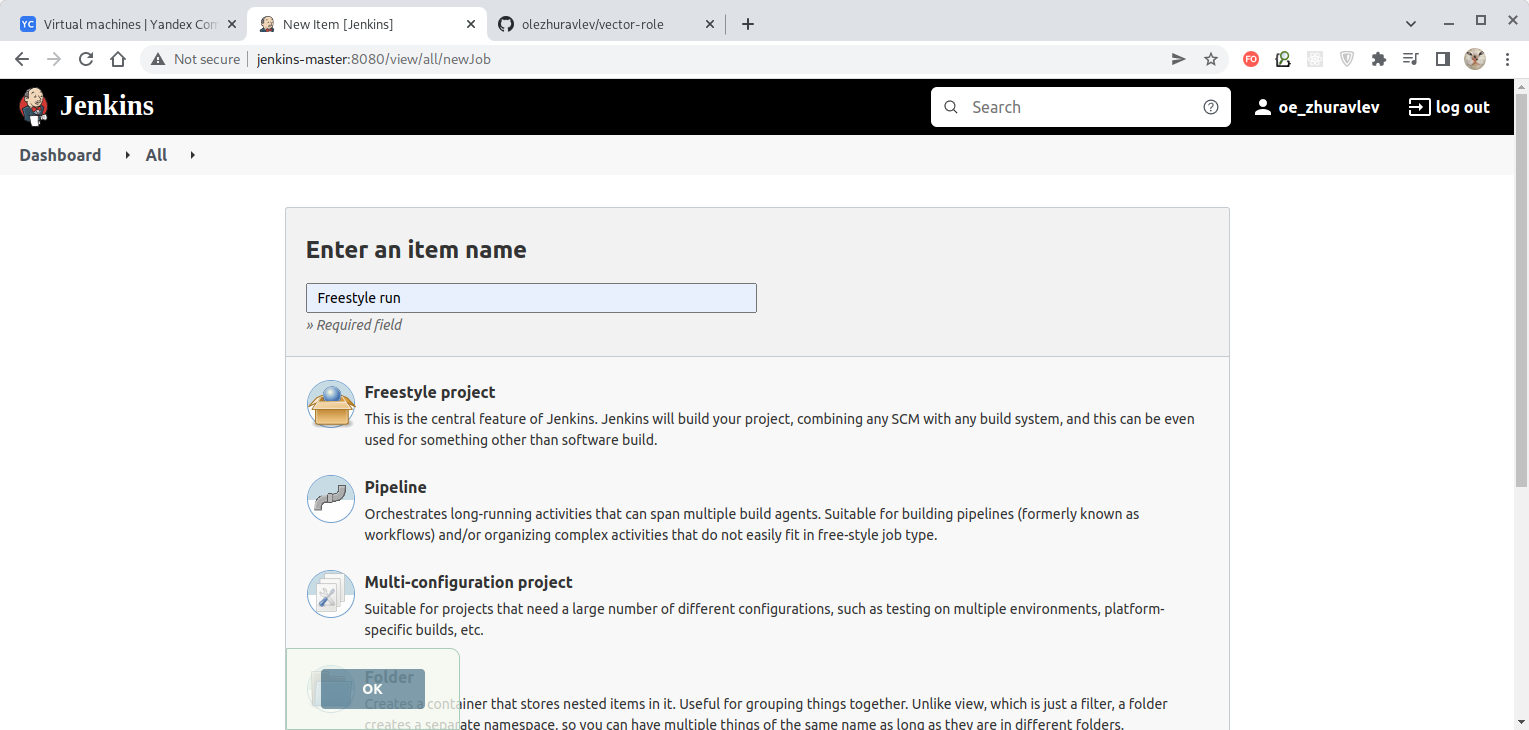 YC Virtual machines | Yandex Com
New Item [Jenkins]
olezhuravlev/vector-role
Not secure
jenkins-master:8080/view/all/newJob
FO
Jenkins
Search
oe_zhuravlev
log out
Dashboard
All
Enter an item name
Freestyle run
» Required field
Freestyle project
This is the central feature of Jenkins. Jenkins will build your project, combining any SCM with any build system, and this can be even
used for something other than software build.
Pipeline
Orchestrates long-running activities that can span multiple build agents. Suitable for building pipelines (formerly known as
workflows) and/or organizing complex activities that do not easily fit in free-style job type.
Multi-configuration project
Suitable for projects that need a large number of different configurations, such as testing on multiple environments, platform-
specific builds, etc.
Folder
OK
Creates a container that stores nested items in it. Useful for grouping things together. Unlike view, which is just a filter, a folder
creates a separate namespace, so you can have multiple things of the same name as long as they are in different folders.